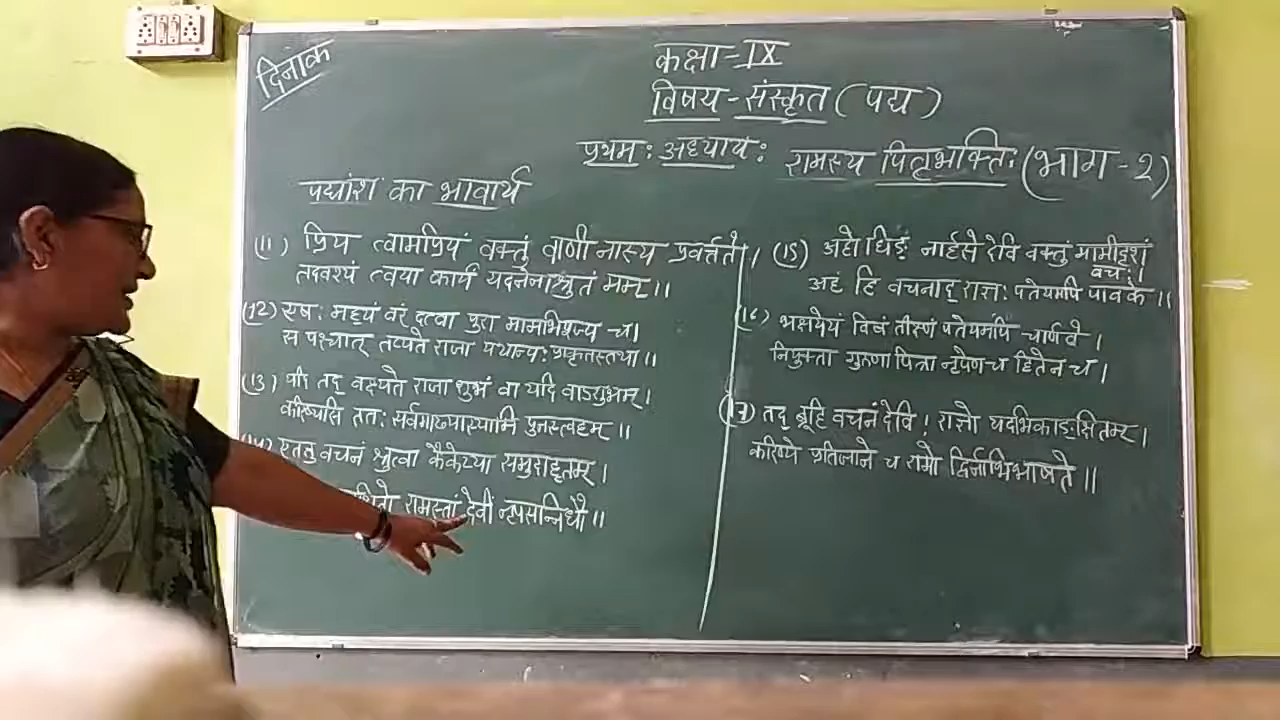 दिनांक
कक्षा-IX
विषय-संस्कृत (पद्य)
प्रथमः अध्यायः रामस्य पितृभक्तिः (भाग-2)
पद्यांश का भावार्थ
(11) प्रिय त्वामप्रियं वक्तुं वाणी नास्य प्रवर्त्तते।
तदवश्यं त्वया कार्यं यदनेनाश्रुतं मम्॥
(12) एषः मह्यं वरं दत्वा पुरा मामभिपूज्य च।
स पश्चात् तप्यते राजा यथान्यः प्राकृतस्तथा॥
(13) यदि तद् वक्ष्यते राजा शुभं वा यदि वाऽशुभम्।
करिष्यसि ततः सर्वमाख्यास्यामि पुनस्त्वहम्॥
(14) एतत्तु वचनं श्रुत्वा कैकेय्या समुदाहृतम्।
रामस्तां देवीं नृपसन्निधौ॥
(15) अहो धिङ् नार्हसे देवि वक्तुं मामीदृशं
वचः।
अहं हि वचनाद् राज्ञः पतेयमपि पावके॥
(16) भक्षयेयं विषं तीक्ष्णं पतेयमपि चार्णवे।
नियुक्ता गुरुणा पित्रा नृपेण च हितेन च।
(17) तद् ब्रूहि वचनं देवि! राज्ञो यदभिकाङ्क्षितम्।
करिष्ये प्रतिजाने च रामो द्विर्नाभिभाषते॥